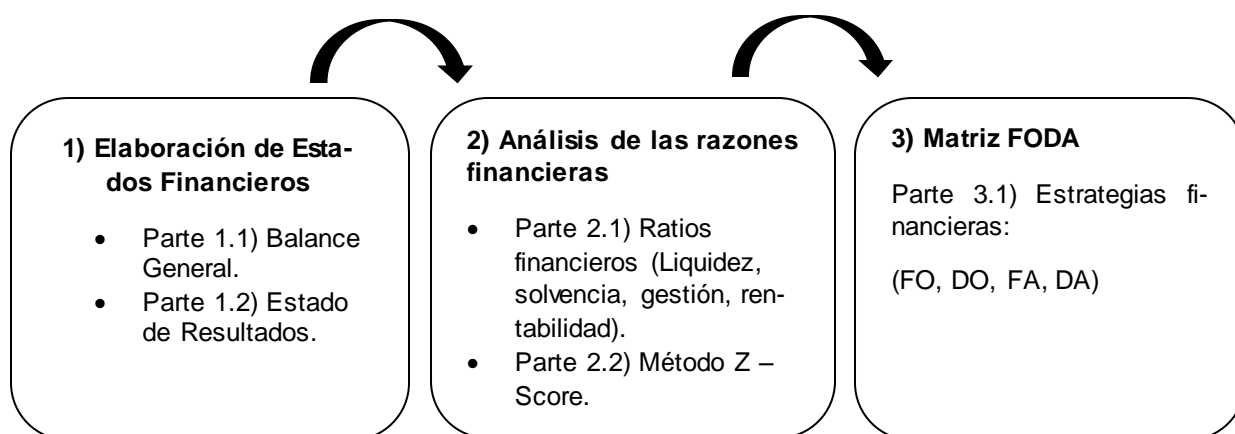 1) Elaboración de Esta-
dos Financieros
• Parte 1.1) Balance
General.
• Parte 1.2) Estado
de Resultados.
2) Análisis de las razones
financieras
• Parte 2.1) Ratios
financieros (Liquidez,
solvencia, gestión, ren-
tabilidad).
• Parte 2.2) Método Z –
Score.
3) Matriz FODA
Parte 3.1) Estrategias fi-
nancieras:
(FO, DO, FA, DA)